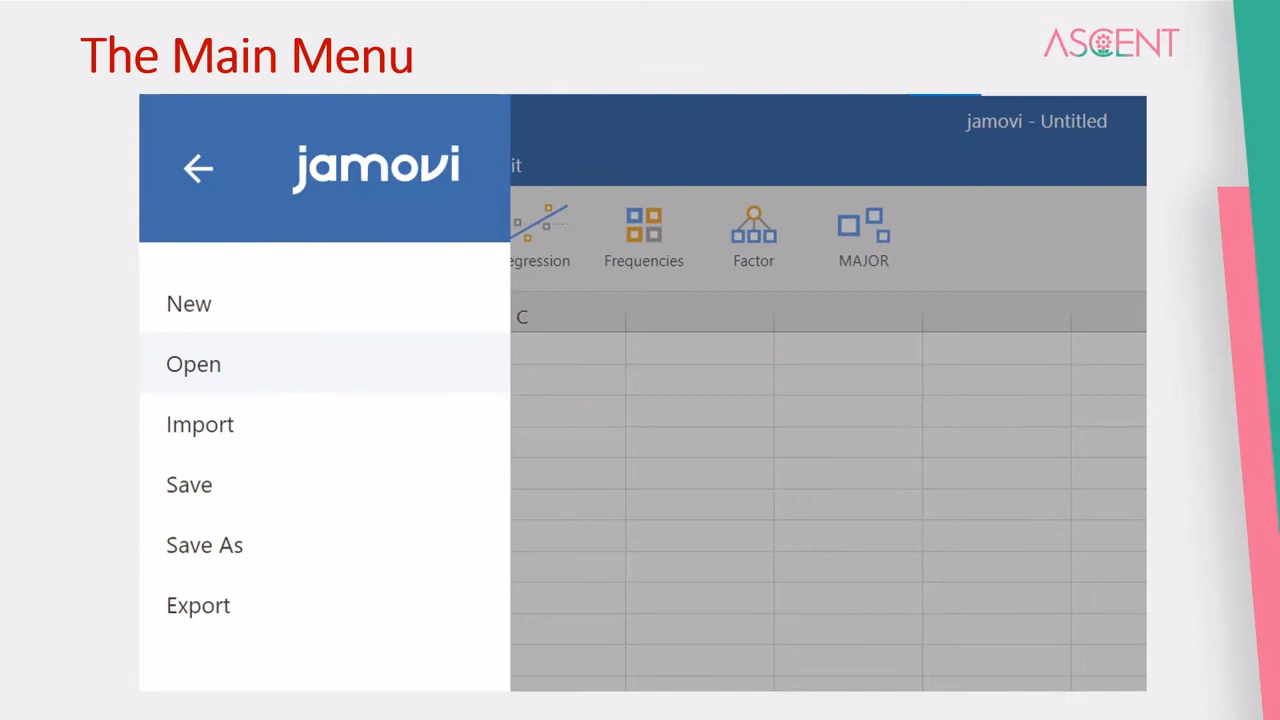 The Main Menu
ASCENT
jamovi
jamovi - Untitled
it
egression
Frequencies
Factor
MAJOR
C
New
Open
Import
Save
Save As
Export